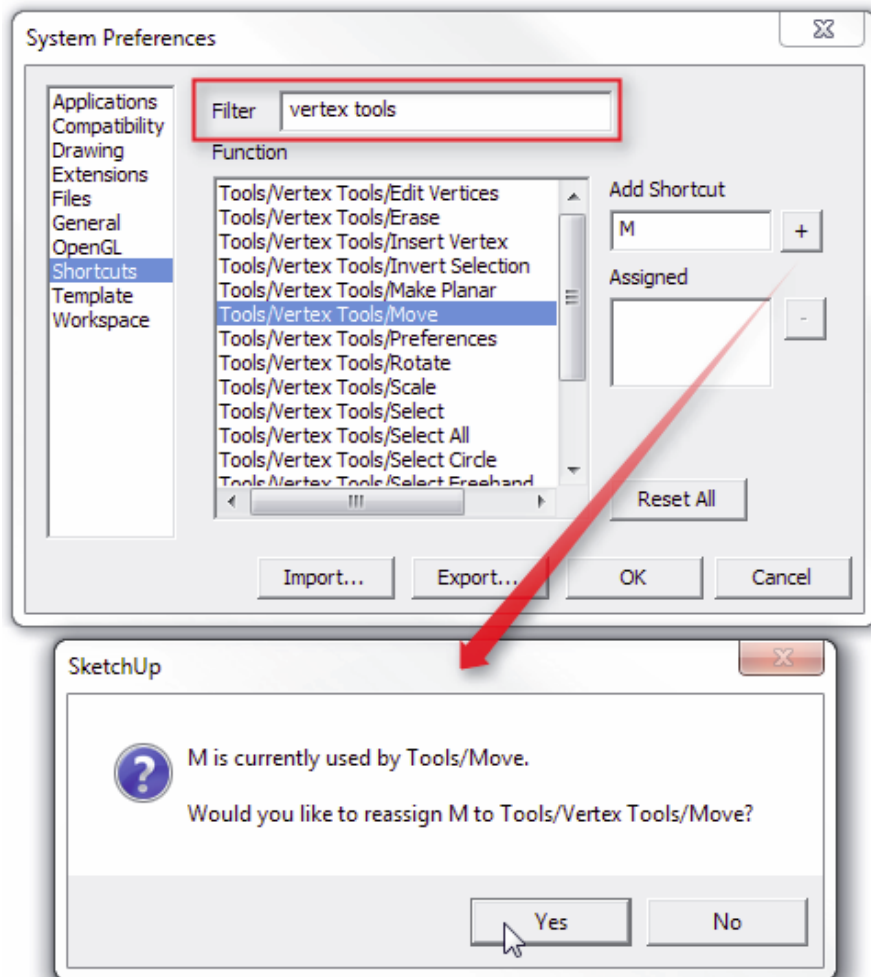 System Preferences
Applications
Compatibility
Drawing
Extensions
Files
General
OpenGL
Shortcuts
Template
Workspace
Filter vertex tools
Function
Tools/Vertex Tools/Edit Vertices
Tools/Vertex Tools/Erase
Tools/Vertex Tools/Insert Vertex
Tools/Vertex Tools/Invert Selection
Tools/Vertex Tools/Make Planar
Tools/Vertex Tools/Move
Tools/Vertex Tools/Preferences
Tools/Vertex Tools/Rotate
Tools/Vertex Tools/Scale
Tools/Vertex Tools/Select
Tools/Vertex Tools/Select All
Tools/Vertex Tools/Select Circle
Tools/Vertex Tools/Select Freehand
Add Shortcut
M +
Assigned
-
Reset All
Import... Export... OK Cancel
SketchUp
M is currently used by Tools/Move.
Would you like to reassign M to Tools/Vertex Tools/Move?
Yes No